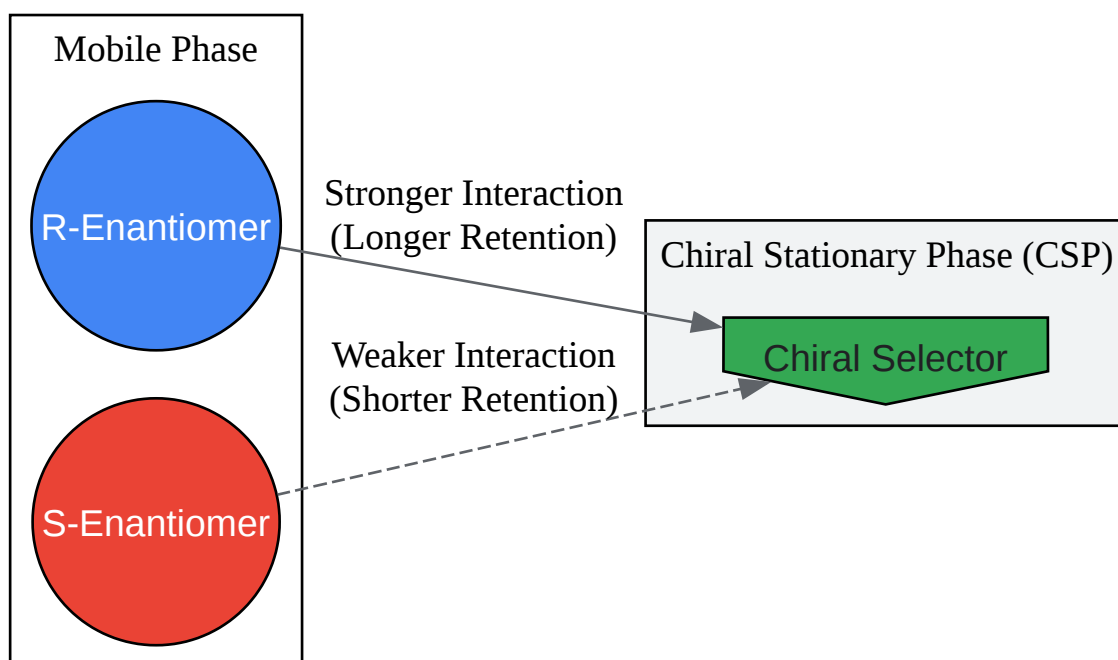 Mobile Phase
R-Enantiomer
Stronger Interaction
(Longer Retention)
Chiral Stationary Phase (CSP)
Chiral Selector
Weaker Interaction
(Shorter Retention)
S-Enantiomer